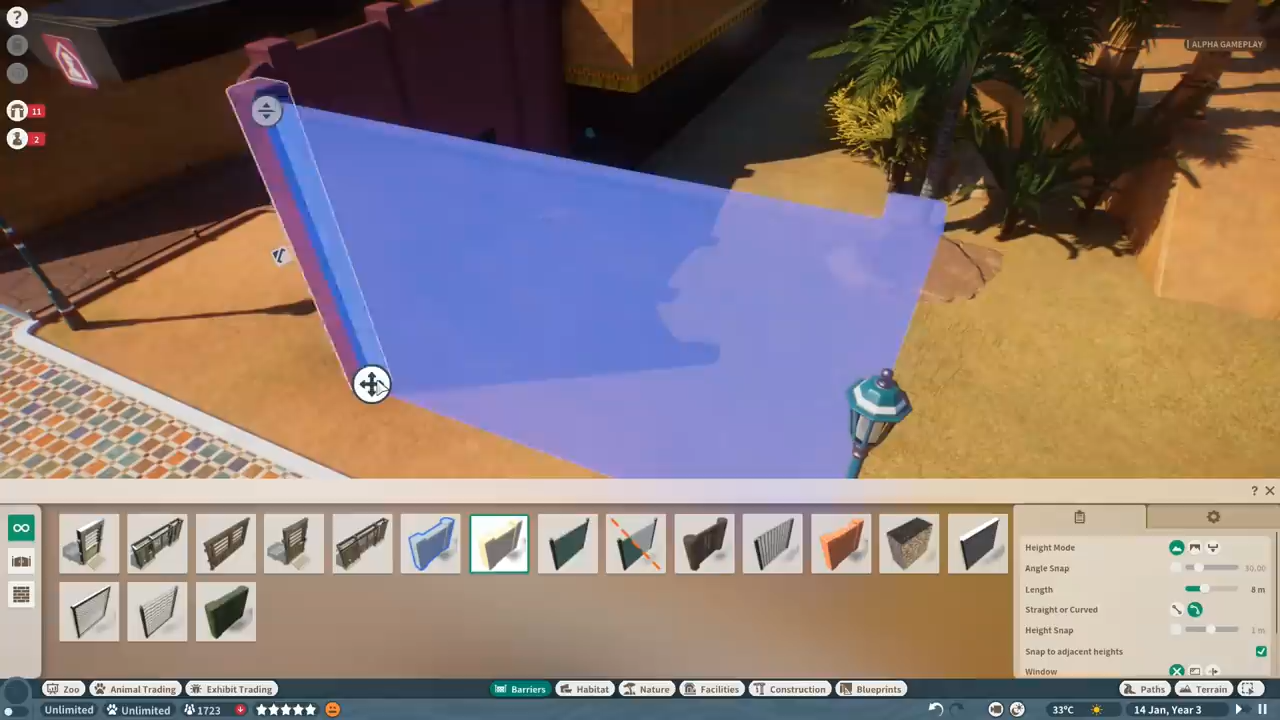 ?
ALPHA GAMEPLAY
11
2
?
Height Mode
Angle Snap 30.00
Length 8 m
Straight or Curved
Height Snap 1 m
Snap to adjacent heights
Window
Zoo Animal Trading Exhibit Trading Barriers Habitat Nature Facilities Construction Blueprints Paths Terrain
Unlimited Unlimited 1723 33°C 14 Jan, Year 3